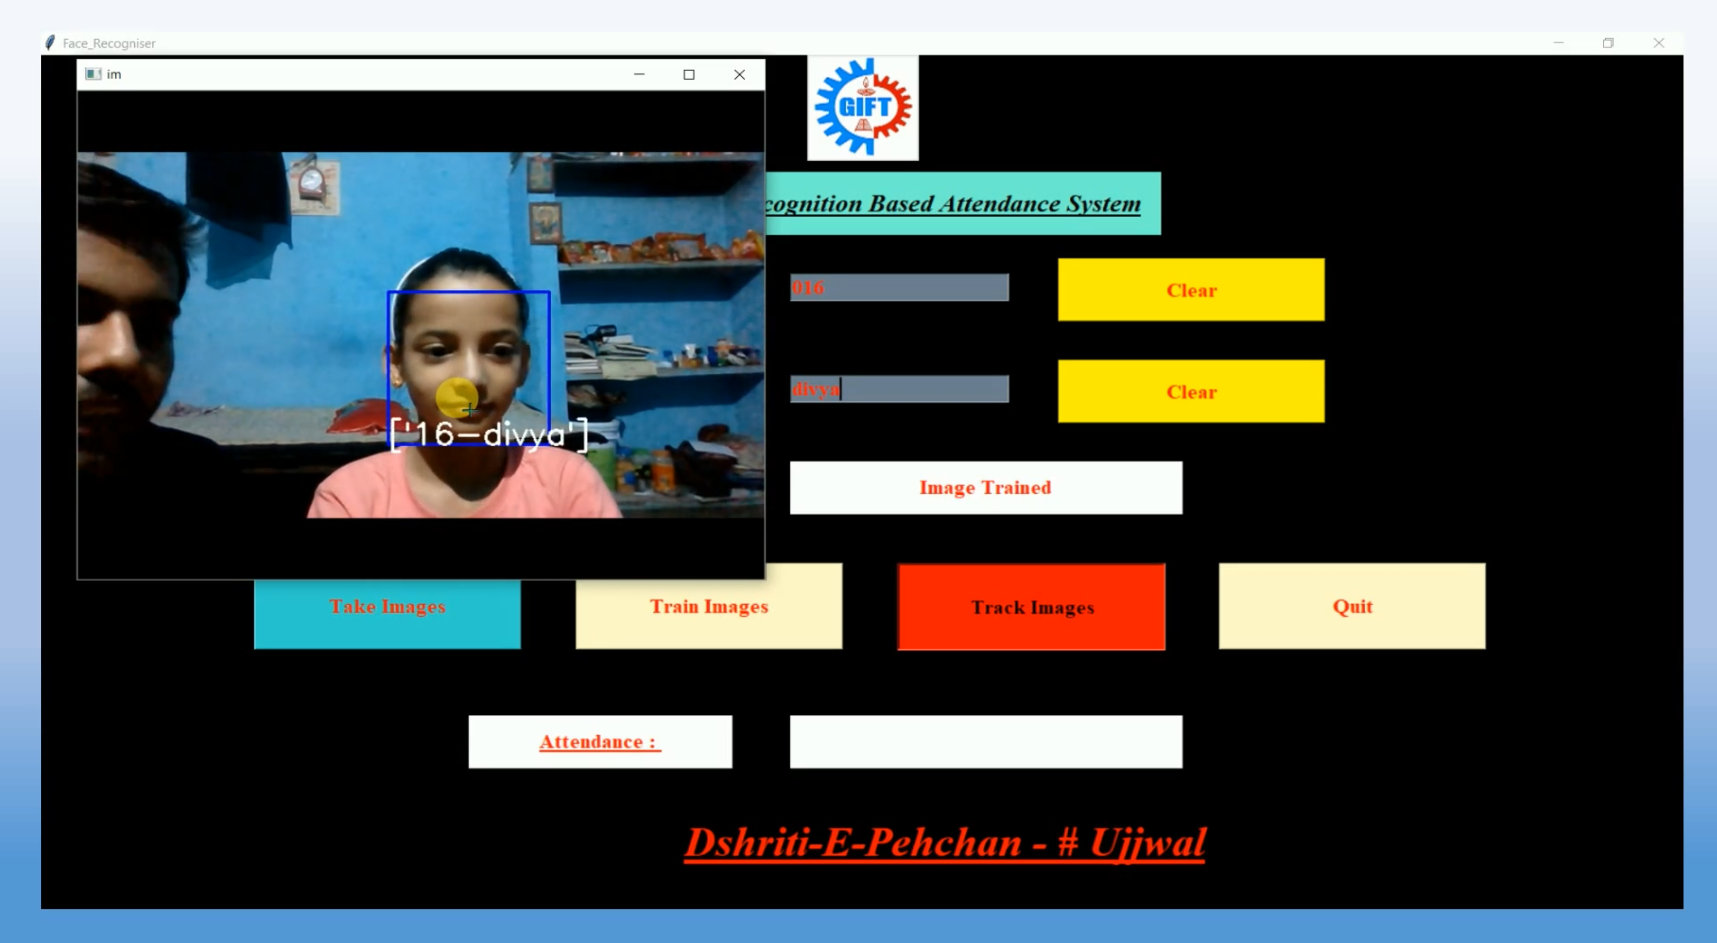 Face_Recogniser
im
GIFT
cognition Based Attendance System
016
Clear
['16-divya']
divya
Clear
Image Trained
Take Images
Train Images
Track Images
Quit
Attendance :
Dshriti-E-Pehchan - # Ujjwal